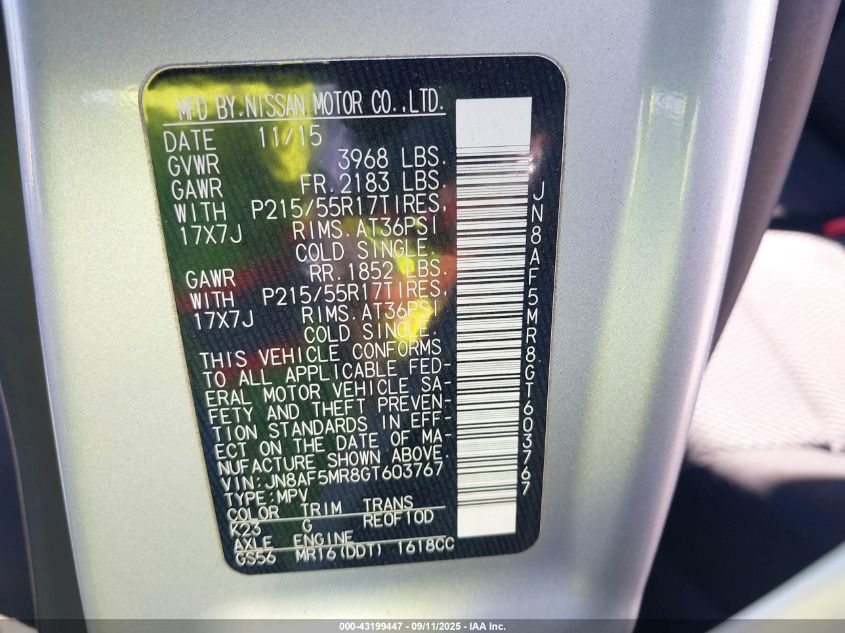 MFD BY.NISSAN MOTOR CO.,LTD.
DATE 11/15
GVWR 3968 LBS.
GAWR FR.2183 LBS.
WITH P215/55R17TIRES,
17X7J RIMS.AT36PSI
COLD SINGLE.
GAWR RR.1852 LBS.
WITH P215/55R17TIRES,
17X7J RIMS.AT36PSI
COLD SINGLE.
THIS VEHICLE CONFORMS
TO ALL APPLICABLE FED-
ERAL MOTOR VEHICLE SA-
FETY AND THEFT PREVEN-
TION STANDARDS IN EFF-
ECT ON THE DATE OF MA-
NUFACTURE SHOWN ABOVE.
VIN:JN8AF5MR8GT603767
TYPE:MPV
COLOR TRIM TRANS
K23 G RE0F10D
AXLE ENGINE
GS56 MR16(DDT) 1618CC
JN8AF5MR8GT603767
000-43199447 - 09/11/2025 - IAA Inc.